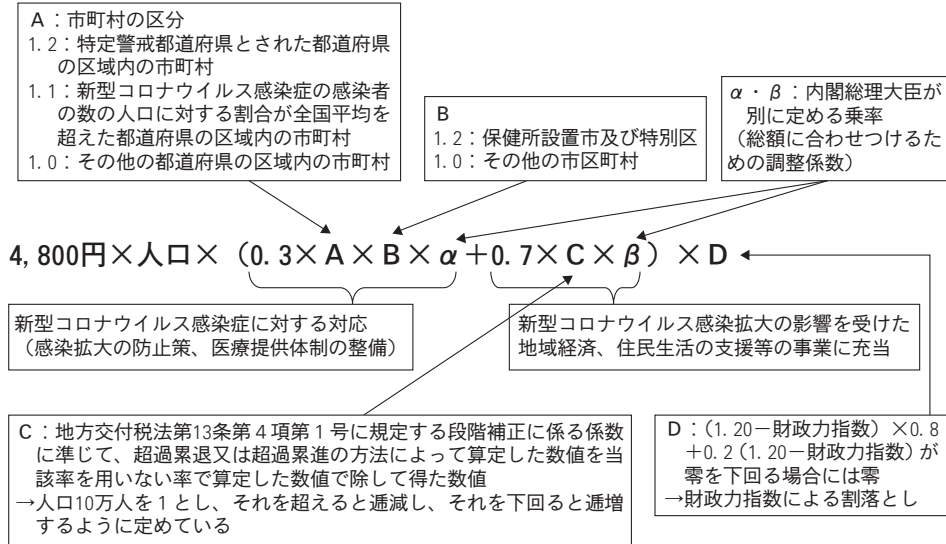 A：市町村の区分
1.2：特定警戒都道府県とされた都道府県
の区域内の市町村
1.1：新型コロナウイルス感染症の感染者
の数の人口に対する割合が全国平均を
超えた都道府県の区域内の市町村
1.0：その他の都道府県の区域内の市町村
B
1.2：保健所設置市及び特別区
1.0：その他の市区町村
α・β：内閣総理大臣が
別に定める乗率
（総額に合わせつけるた
めの調整係数）
4,800円×人口×（0.3×A×B×α＋0.7×C×β）×D
新型コロナウイルス感染症に対する対応
（感染拡大の防止策、医療提供体制の整備）
新型コロナウイルス感染拡大の影響を受けた
地域経済、住民生活の支援等の事業に充当
C：地方交付税法第13条第4項第1号に規定する段階補正に係る係数
に準じて、超過累退又は超過累進の方法によって算定した数値を当
該率を用いない率で算定した数値で除して得た数値
→人口10万人を1とし、それを超えると逓減し、それを下回ると逓増
するように定めている
D：(1.20－財政力指数）×0.8
＋0.2(1.20－財政力指数）が
零を下回る場合には零
→財政力指数による割落とし